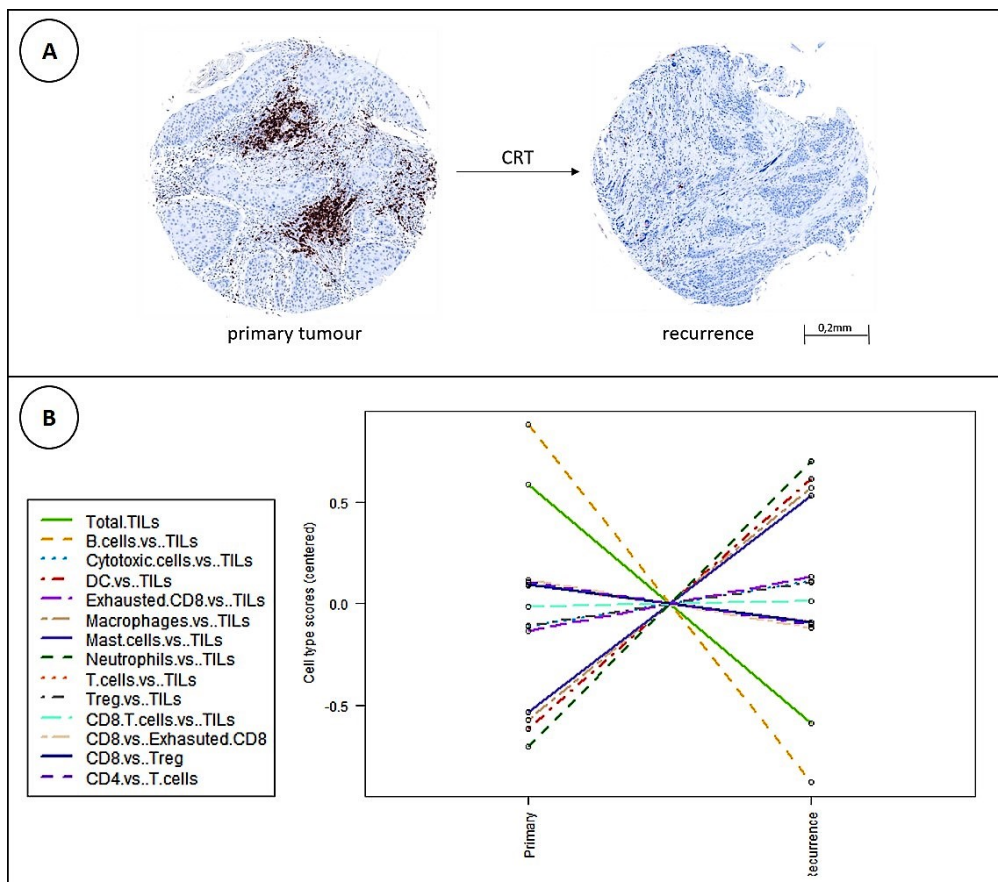 A
CRT
primary tumour
recurrence
0,2mm
B
Total.TILs
B.cells.vs..TILs
Cytotoxic.cells.vs..TILs
DC.vs..TILs
Exhausted.CD8.vs..TILs
Macrophages.vs..TILs
Mast.cells.vs..TILs
Neutrophils.vs..TILs
T.cells.vs..TILs
Treg.vs..TILs
CD8.T.cells.vs..TILs
CD8.vs..Exhasuted.CD8
CD8.vs..Treg
CD4.vs..T.cells
Cell type scores (centered)
0.5
0.0
-0.5
Primary
Recurrence